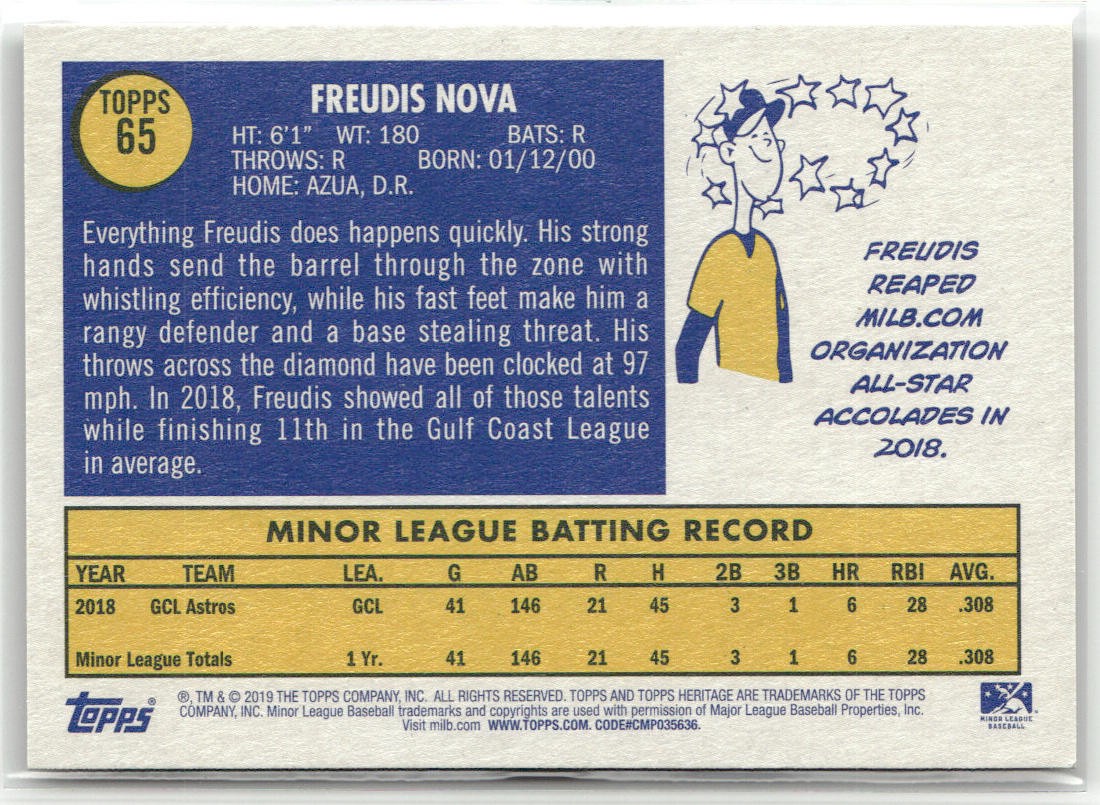 TOPPS
65
FREUDIS NOVA
HT: 6'1" WT: 180 BATS: R
THROWS: R BORN: 01/12/00
HOME: AZUA, D.R.
Everything Freudis does happens quickly. His strong
hands send the barrel through the zone with
whistling efficiency, while his fast feet make him a
rangy defender and a base stealing threat. His
throws across the diamond have been clocked at 97
mph. In 2018, Freudis showed all of those talents
while finishing 11th in the Gulf Coast League
in average.
FREUDIS
REAPED
MILB.COM
ORGANIZATION
ALL-STAR
ACCOLADES IN
2018.
MINOR LEAGUE BATTING RECORD
YEAR TEAM LEA. G AB R H 2B 3B HR RBI AVG.
2018 GCL Astros GCL 41 146 21 45 3 1 6 28 .308
Minor League Totals 1 Yr. 41 146 21 45 3 1 6 28 .308
topps®
®, TM & © 2019 THE TOPPS COMPANY, INC. ALL RIGHTS RESERVED. TOPPS AND TOPPS HERITAGE ARE TRADEMARKS OF THE TOPPS
COMPANY, INC. Minor League Baseball trademarks and copyrights are used with permission of Major League Baseball Properties, Inc.
Visit milb.com WWW.TOPPS.COM. CODE#CMP035636.
MINOR LEAGUE
BASEBALL